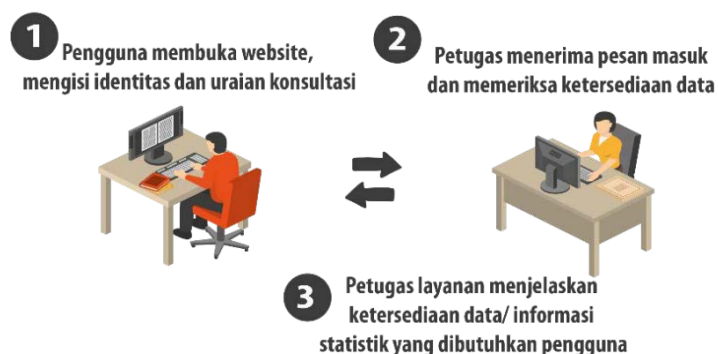 1
Pengguna membuka website,
mengisi identitas dan uraian konsultasi
2
Petugas menerima pesan masuk
dan memeriksa ketersediaan data
3
Petugas layanan menjelaskan
ketersediaan data/ informasi
statistik yang dibutuhkan pengguna